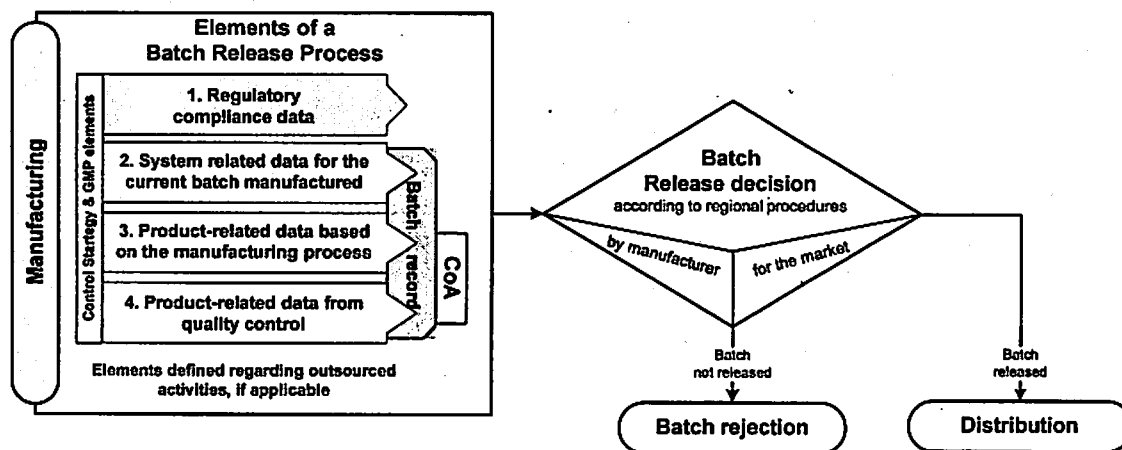 Manufacturing
Elements of a
Batch Release Process
Control Startegy & GMP elements
1. Regulatory
compliance data
2. System related data for the
current batch manufactured
3. Product-related data based
on the manufacturing process
4. Product-related data from
quality control
Batch record
CoA
Elements defined regarding outsourced
activities, if applicable
Batch
Release decision
according to regional procedures
by manufacturer
for the market
Batch
not released
Batch
released
Batch rejection
Distribution